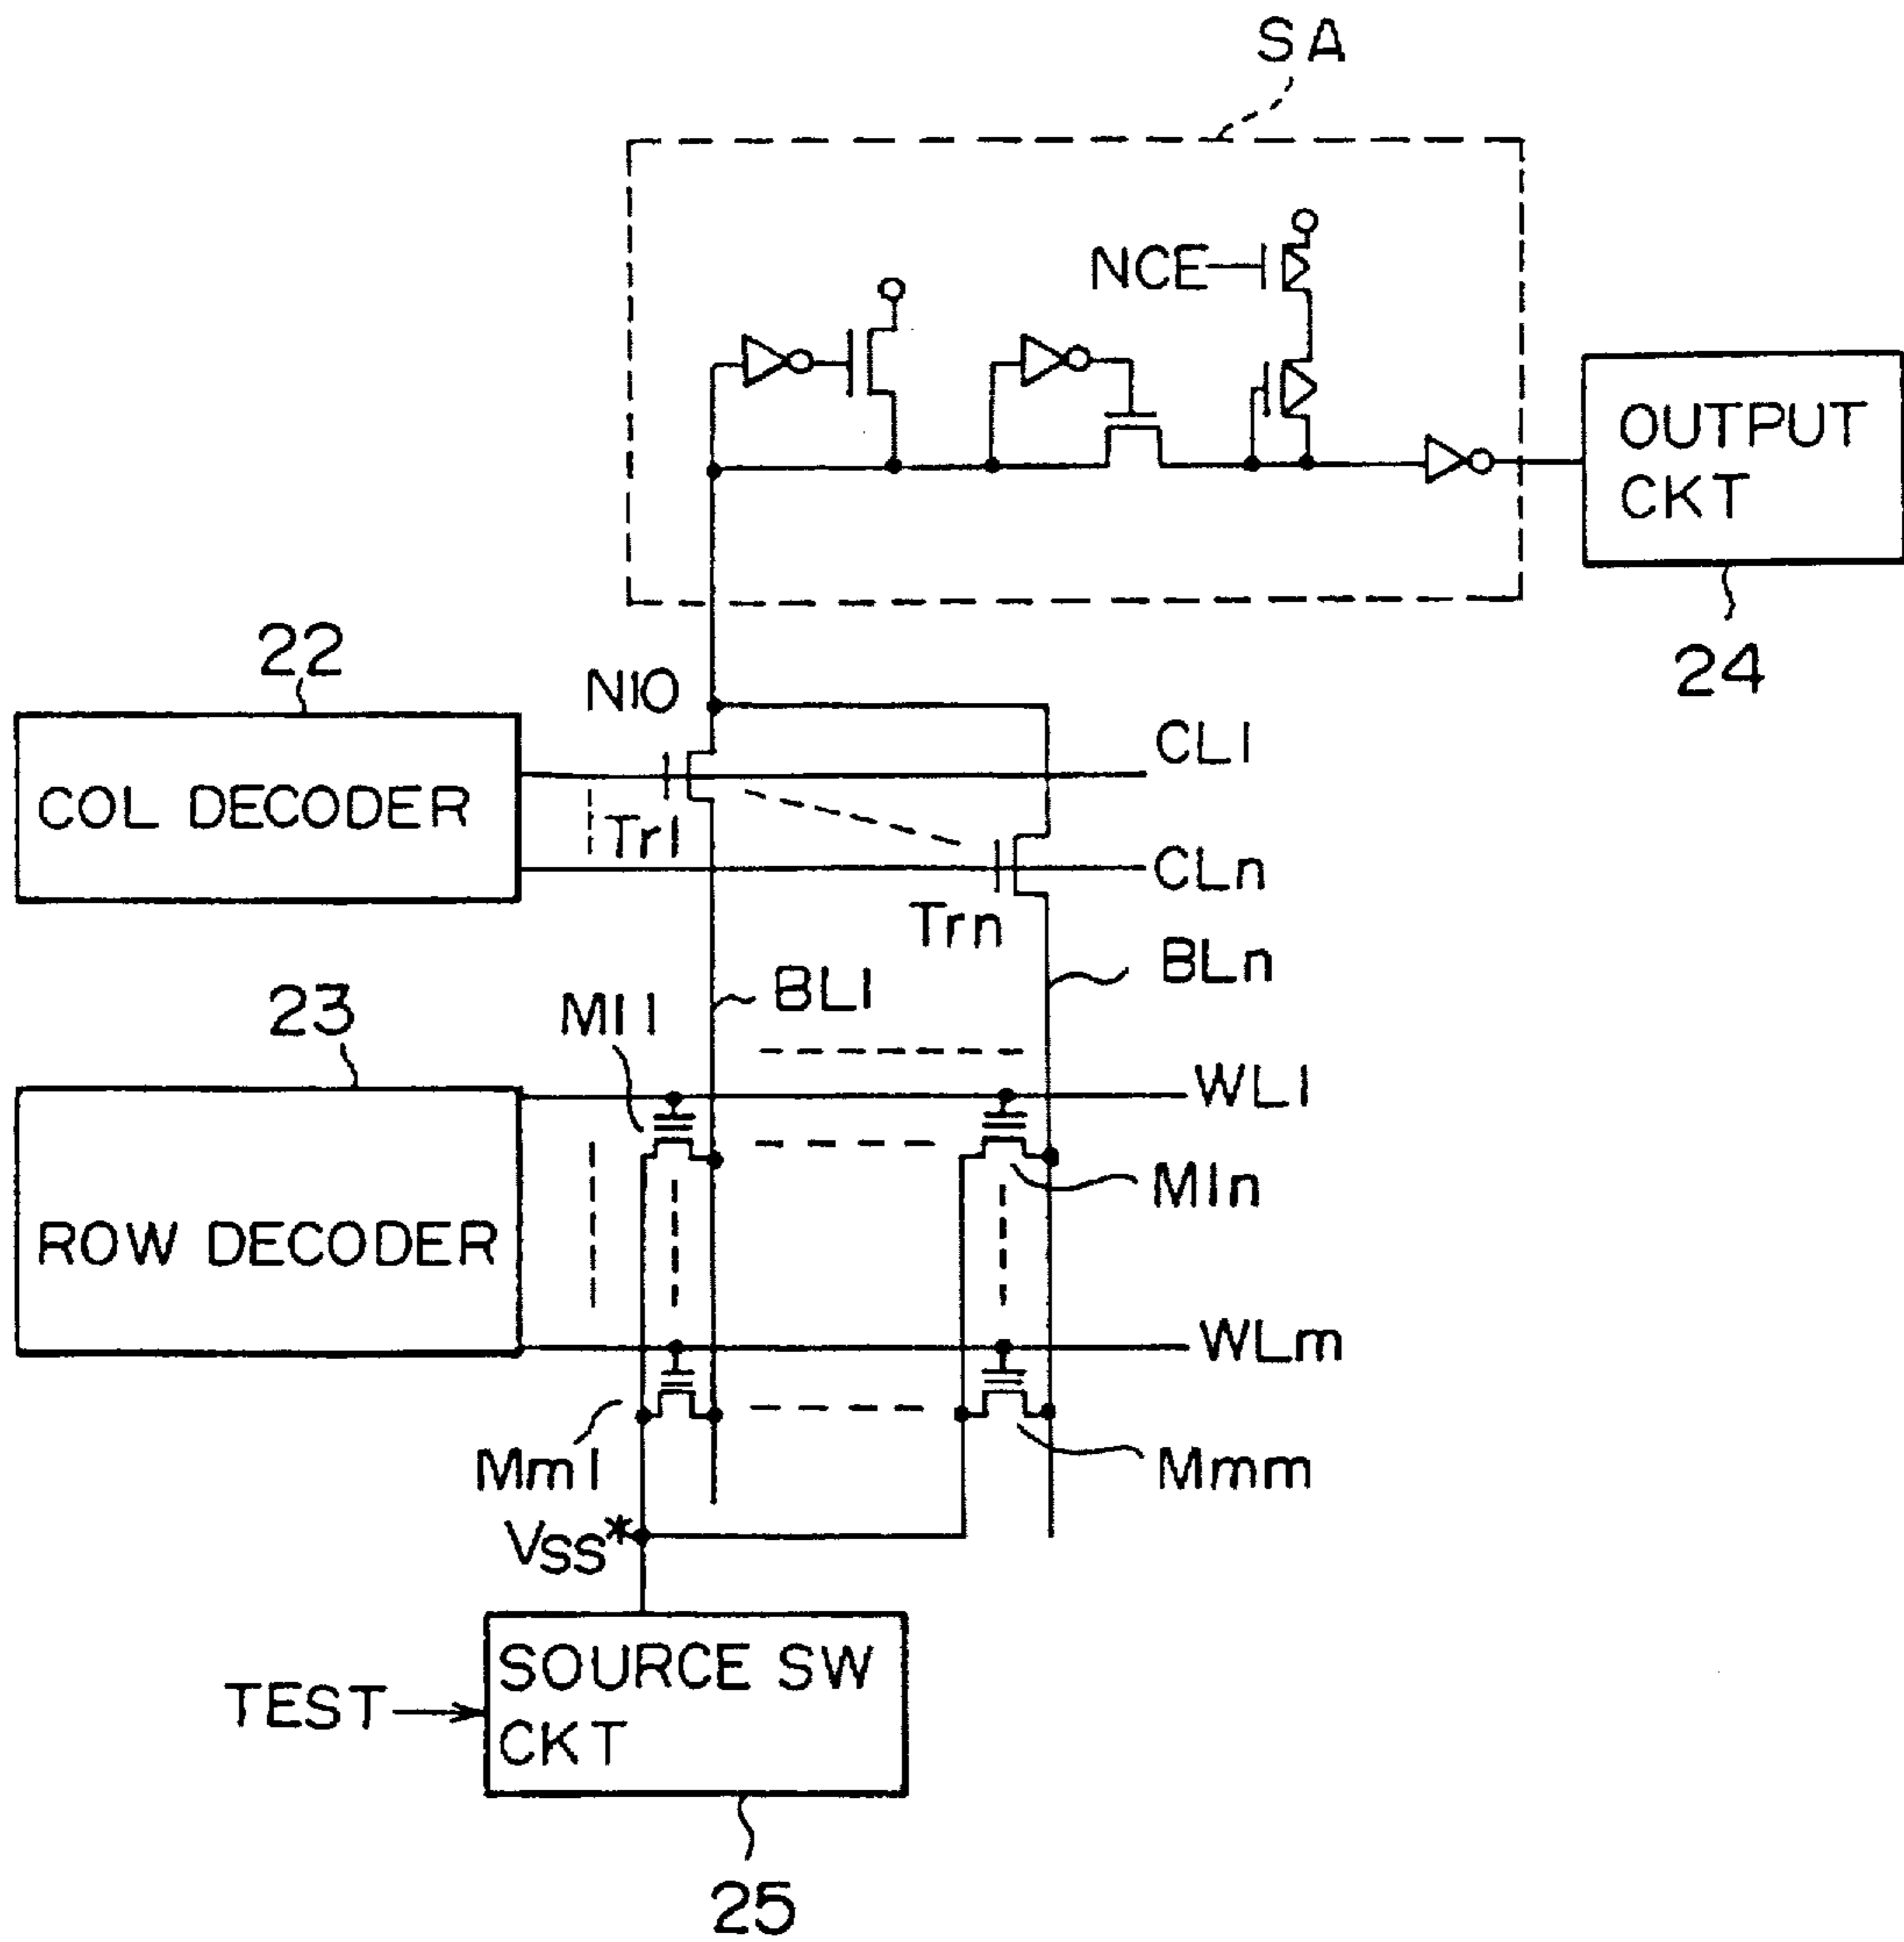 SA
NCE
OUTPUT
CKT
24
22
NIO
COL DECODER
CL1
Tr1
CLn
Trn
BLn
23
M11
BL1
WL1
ROW DECODER
M1n
WLm
Mm1
Mmm
Vss*
SOURCE SW
CKT
TEST
25